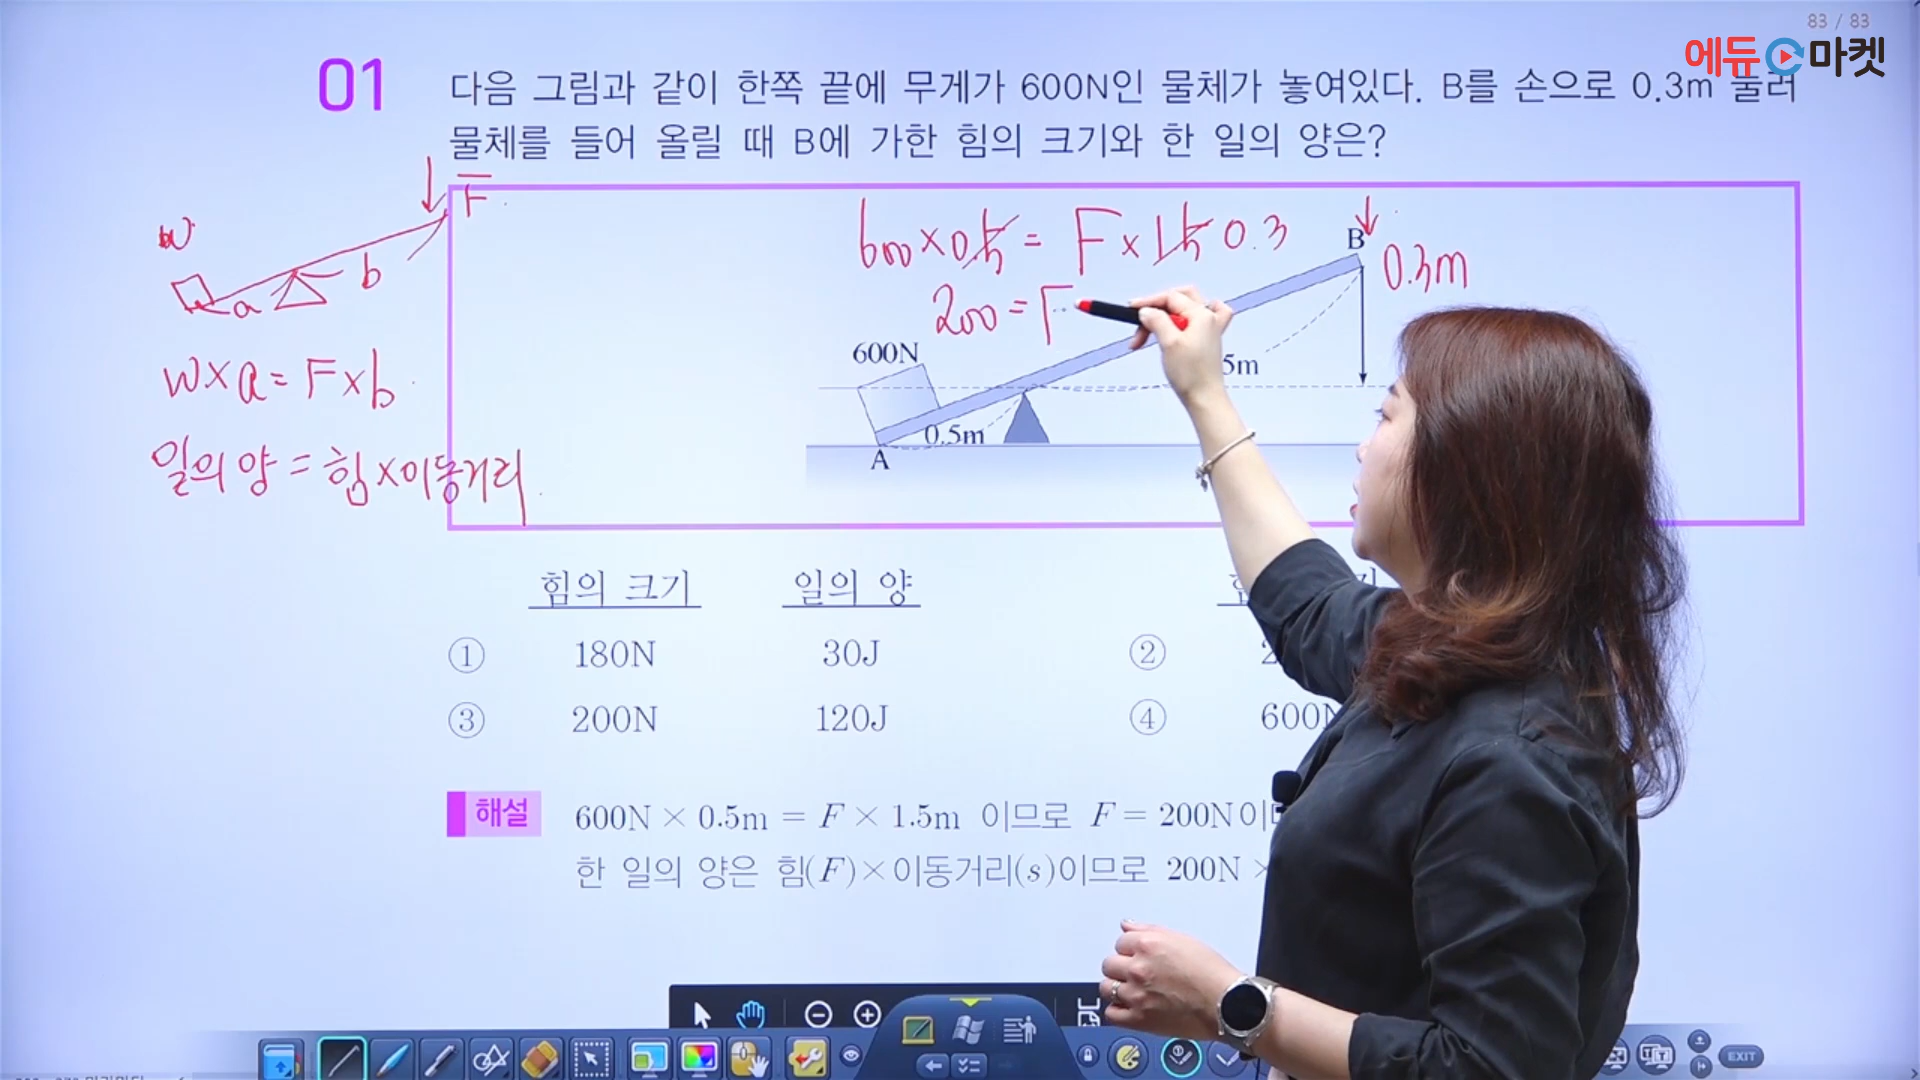 83 / 83
에듀 마켓
01
다음 그림과 같이 한쪽 끝에 무게가 600N인 물체가 놓여있다. B를 손으로 0.3m 눌러
물체를 들어 올릴 때 B에 가한 힘의 크기와 한 일의 양은?
F
w
a
b
w×a = F×b
일의 양 = 힘×이동거리
600×0.5 = F×1.5 0.3
200 = F
B
0.3m
600N
5m
0.5m
A
힘의 크기 일의 양
① 180N 30J ②
③ 200N 120J ④ 600N
해설 600N × 0.5m = F × 1.5m 이므로 F = 200N
한 일의 양은 힘(F)×이동거리(s)이므로 200N ×
EXIT